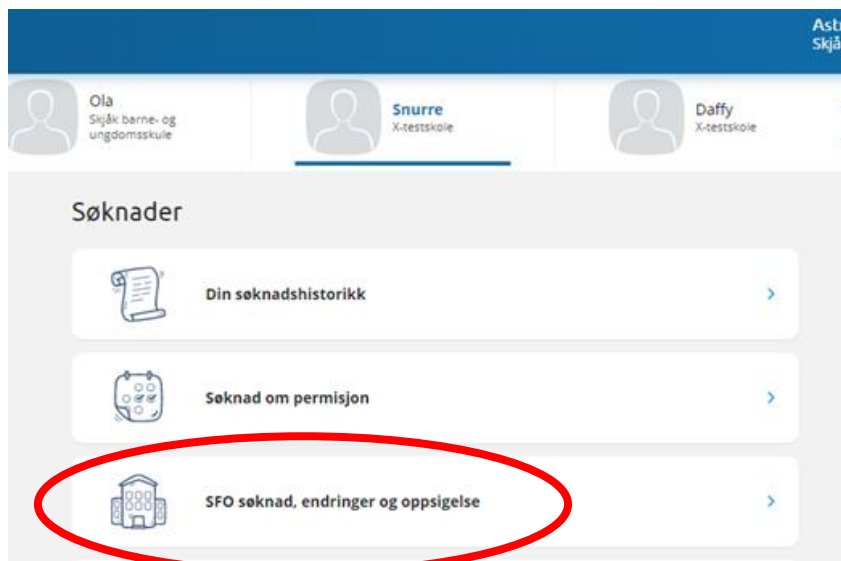 Ola
Skjåk barne- og
ungdomsskule
Snurre
X-testskole
Daffy
X-testskole
Søknader
Din søknadshistorikk
Søknad om permisjon
SFO søknad, endringer og oppsigelse